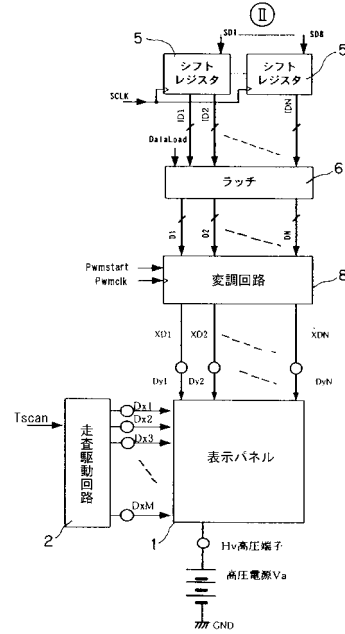 II
SD1
SD8
5
5
シフト
レジスタ
シフト
レジスタ
SCLK
ID1
ID2
IDN
DataLoad
ラッチ
6
D1
D2
DN
Pwmstart
Pwmclk
変調回路
8
XD1
XD2
XDN
Dy1
Dy2
DyN
Tscan
走査駆動回路
Dx1
Dx2
Dx3
DxM
表示パネル
2
1
Hv高圧端子
高圧電源Va
GND